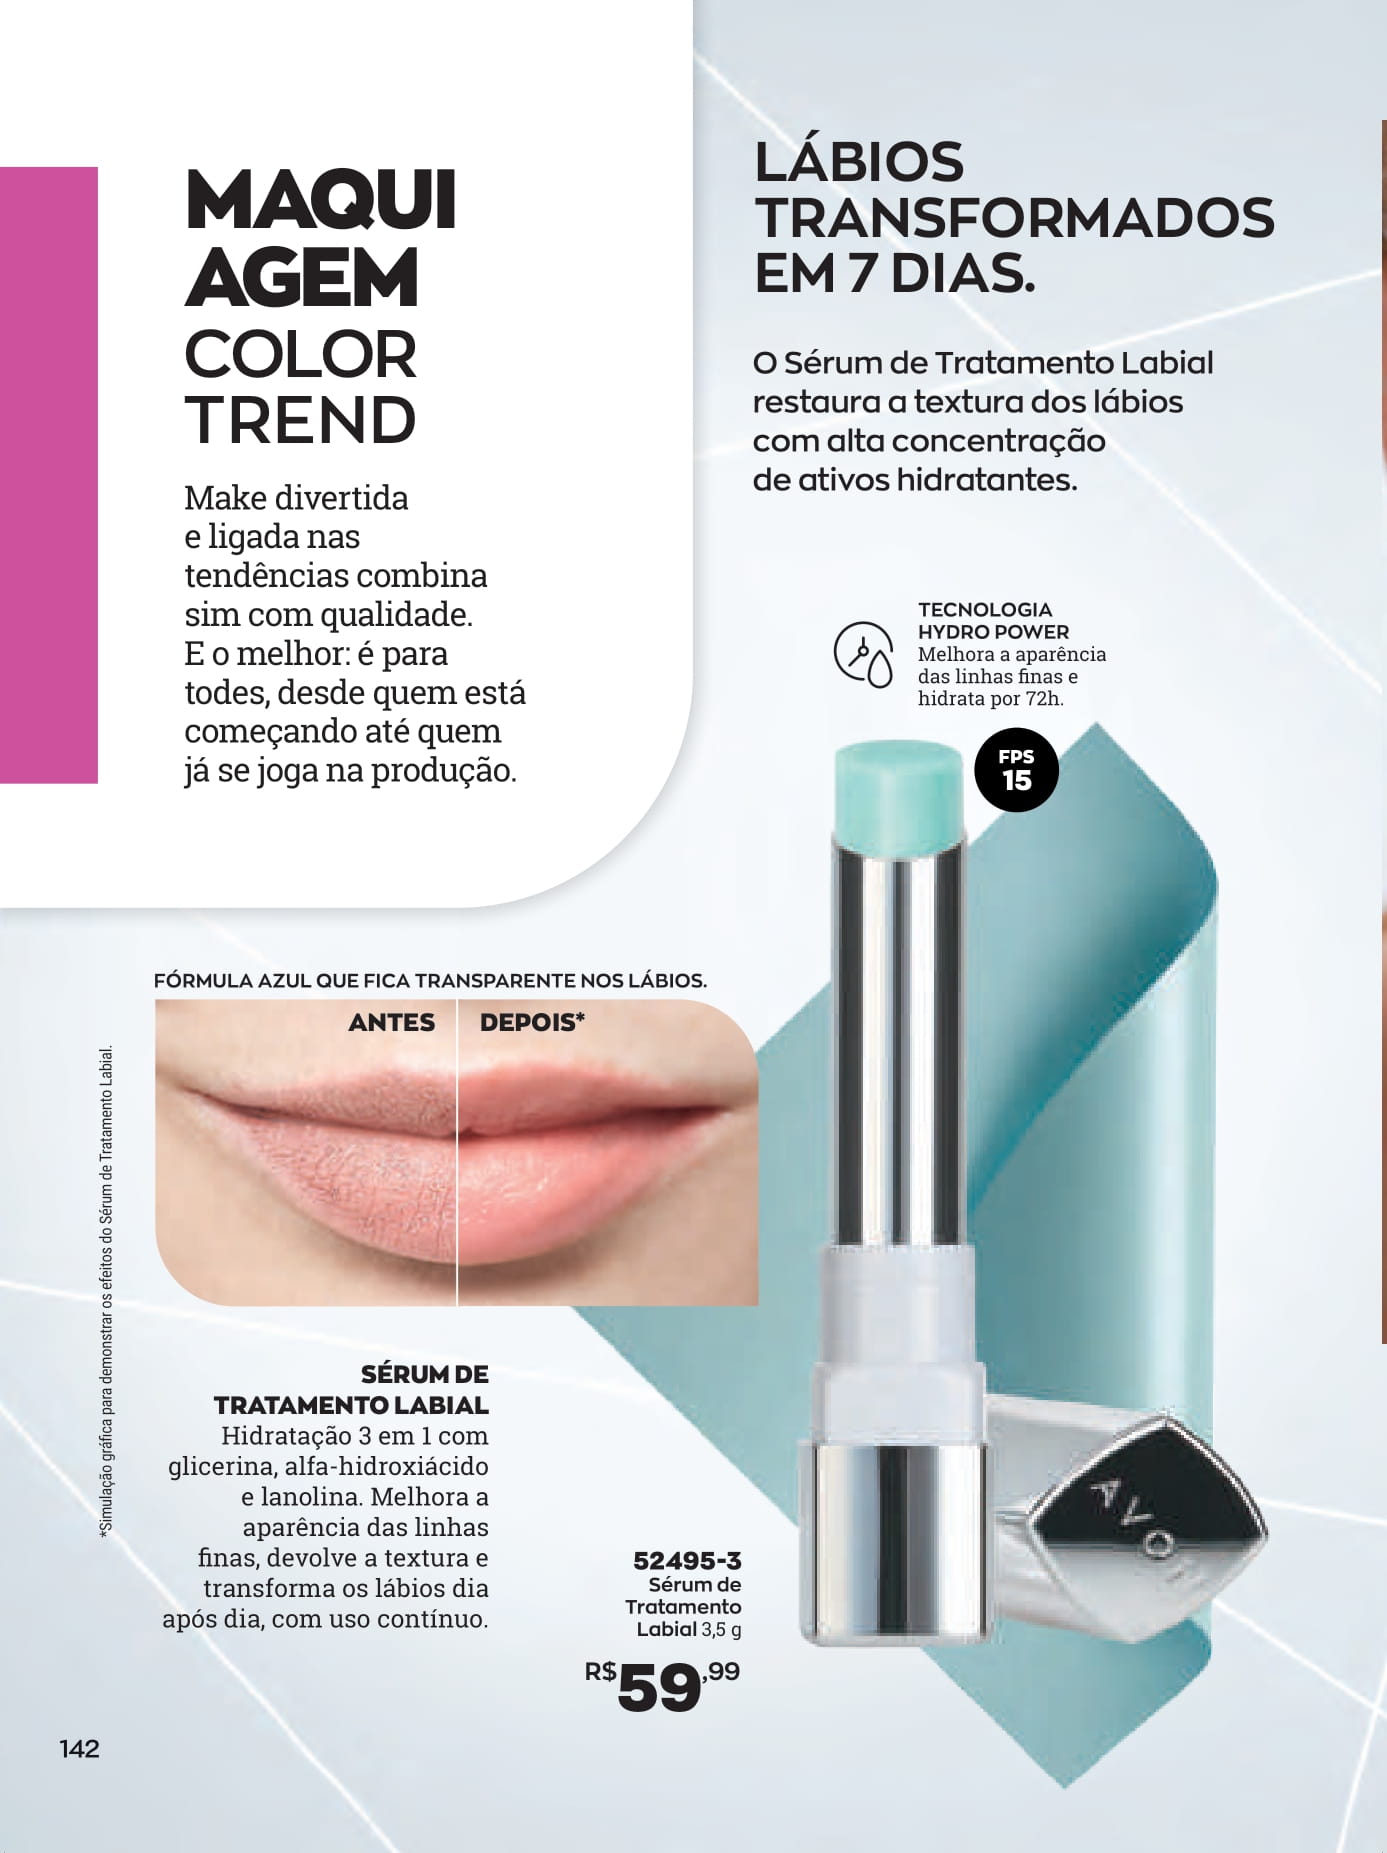 MAQUI
AGEM
COLOR
TREND
Make divertida
e ligada nas
tendências combina
sim com qualidade.
E o melhor: é para
todes, desde quem está
começando até quem
já se joga na produção.
LÁBIOS
TRANSFORMADOS
EM 7 DIAS.
O Sérum de Tratamento Labial
restaura a textura dos lábios
com alta concentração
de ativos hidratantes.
TECNOLOGIA
HYDRO POWER
Melhora a aparência
das linhas finas e
hidrata por 72h.
FPS
15
FÓRMULA AZUL QUE FICA TRANSPARENTE NOS LÁBIOS.
ANTES
DEPOIS*
*Simulação gráfica para demonstrar os efeitos do Sérum de Tratamento Labial.
SÉRUM DE
TRATAMENTO LABIAL
Hidratação 3 em 1 com
glicerina, alfa-hidroxiácido
e lanolina. Melhora a
aparência das linhas
finas, devolve a textura e
transforma os lábios dia
após dia, com uso contínuo.
52495-3
Sérum de
Tratamento
Labial 3,5 g
R$59,99
AVON
142